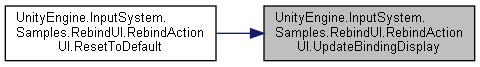 UnityEngine.InputSystem.
Samples.RebindUI.RebindAction
UI.ResetToDefault
UnityEngine.InputSystem.
Samples.RebindUI.RebindAction
UI.UpdateBindingDisplay